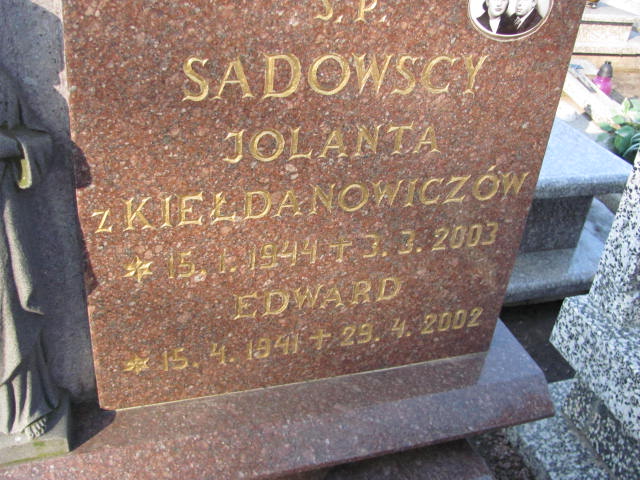 Ś. P.
SADOWSCY
JOLANTA
z KIEŁDANOWICZÓW
* 15. 1. 1944 + 3. 3. 2003
EDWARD
* 15. 4. 1941 + 29. 4. 2002